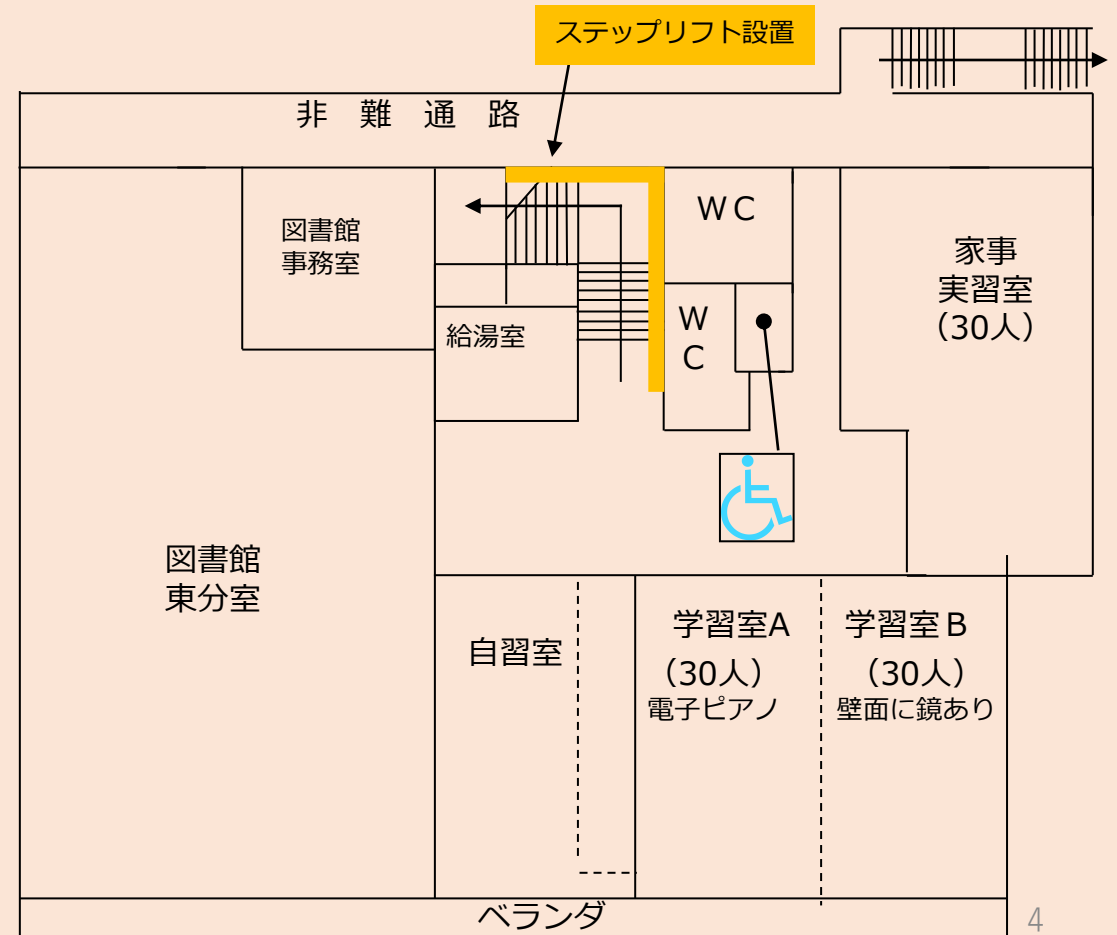 ステップリフト設置
非　難　通　路
図書館
事務室
ＷＣ
家事
実習室
（30人）
給湯室
Ｗ
Ｃ
図書館
東分室
自習室
学習室A
（30人）
電子ピアノ
学習室Ｂ
（30人）
壁面に鏡あり
ベランダ
4